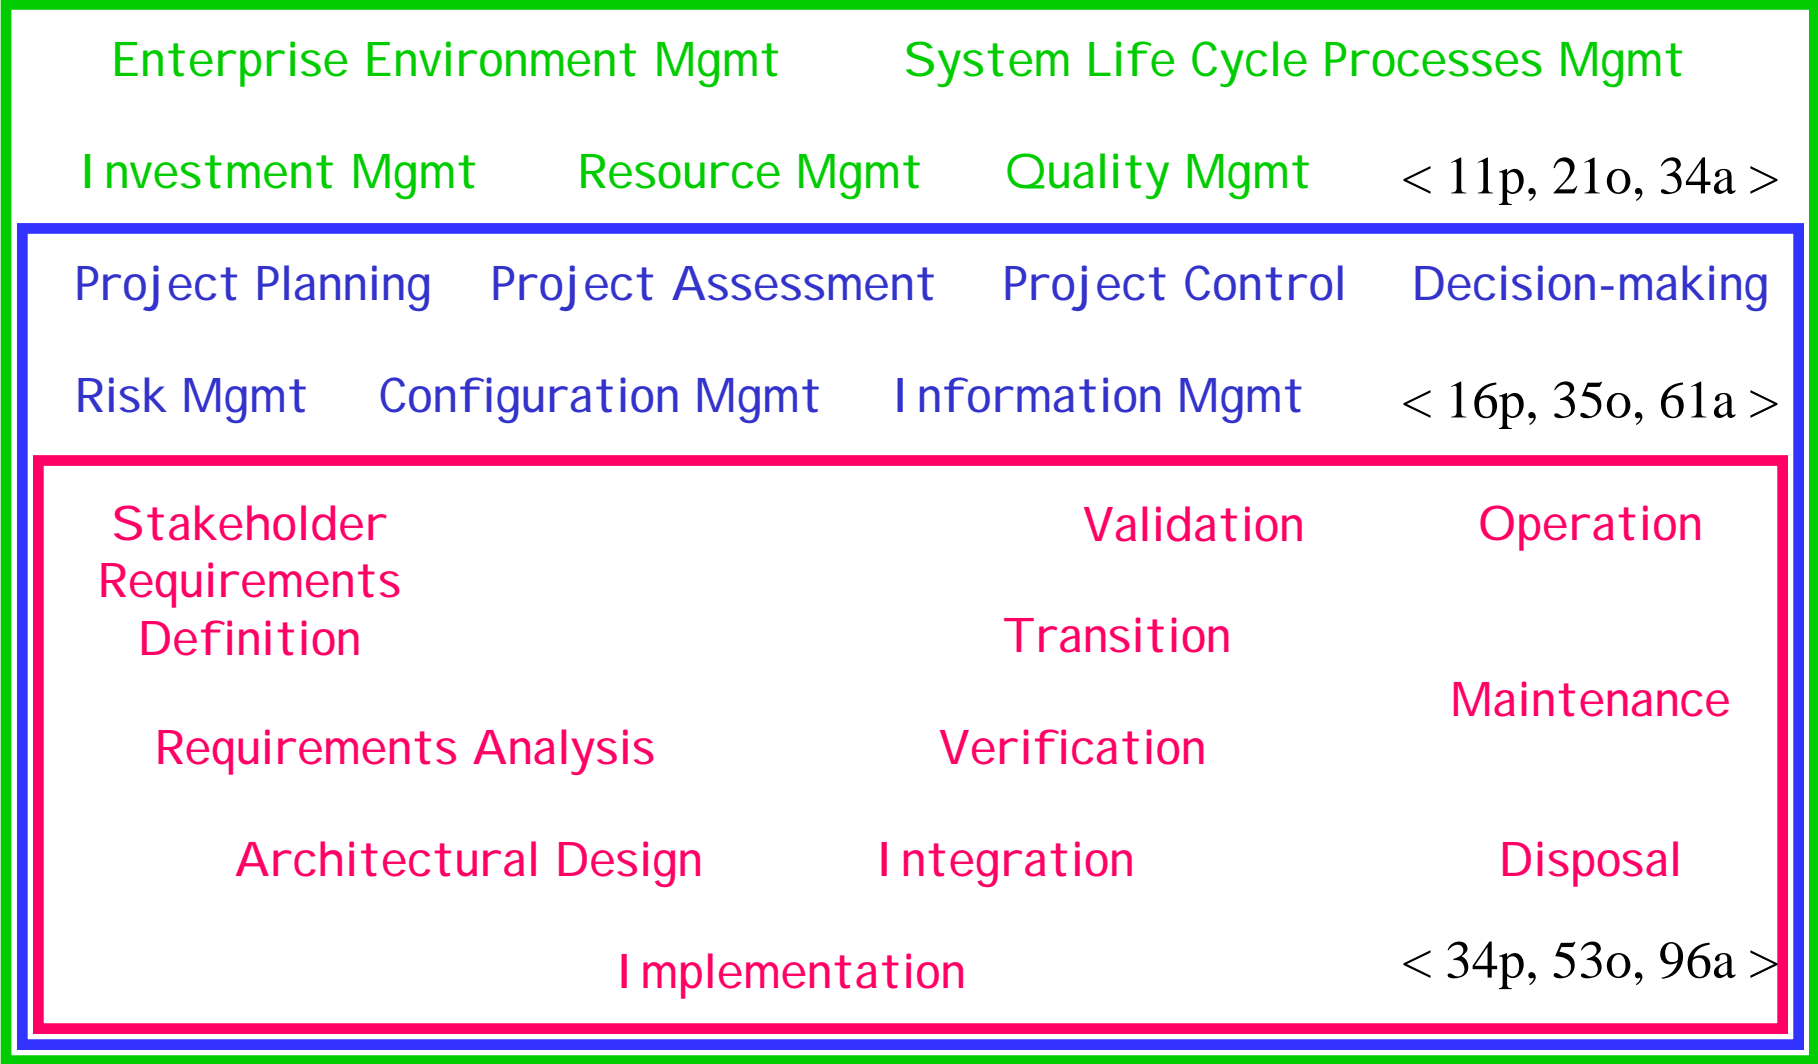 Enterprise Environment Mgmt System Life Cycle Processes Mgmt
Investment Mgmt Resource Mgmt Quality Mgmt < 11p, 21o, 34a >
Project Planning Project Assessment Project Control Decision-making
Risk Mgmt Configuration Mgmt Information Mgmt < 16p, 35o, 61a >
Stakeholder Validation Operation
Requirements
Definition Transition
Maintenance
Requirements Analysis Verification
Architectural Design Integration Disposal
Implementation < 34p, 53o, 96a >